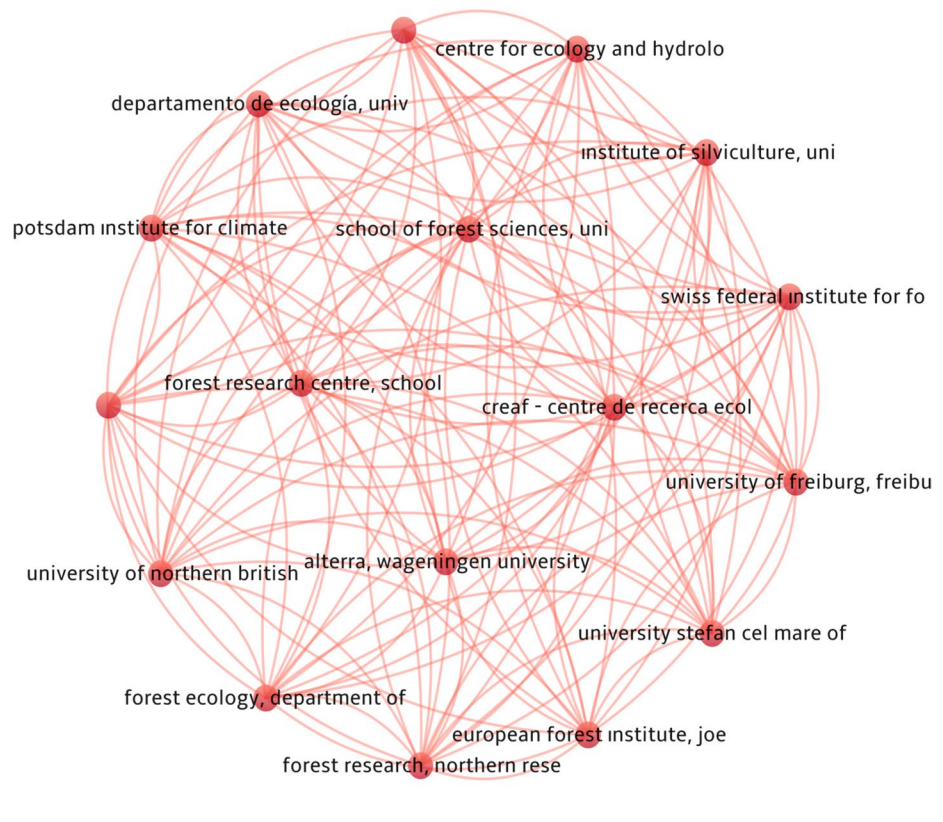 centre for ecology and hydrolo
departamento de ecología, univ
ınstitute of silviculture, uni
potsdam ınstitute for climate
school of forest sciences, uni
swiss federal ınstitute for fo
forest research centre, school
creaf - centre de recerca ecol
university of freiburg, freibu
alterra, wageningen university
university of northern british
university stefan cel mare of
forest ecology, department of
european forest ınstitute, joe
forest research, northern rese